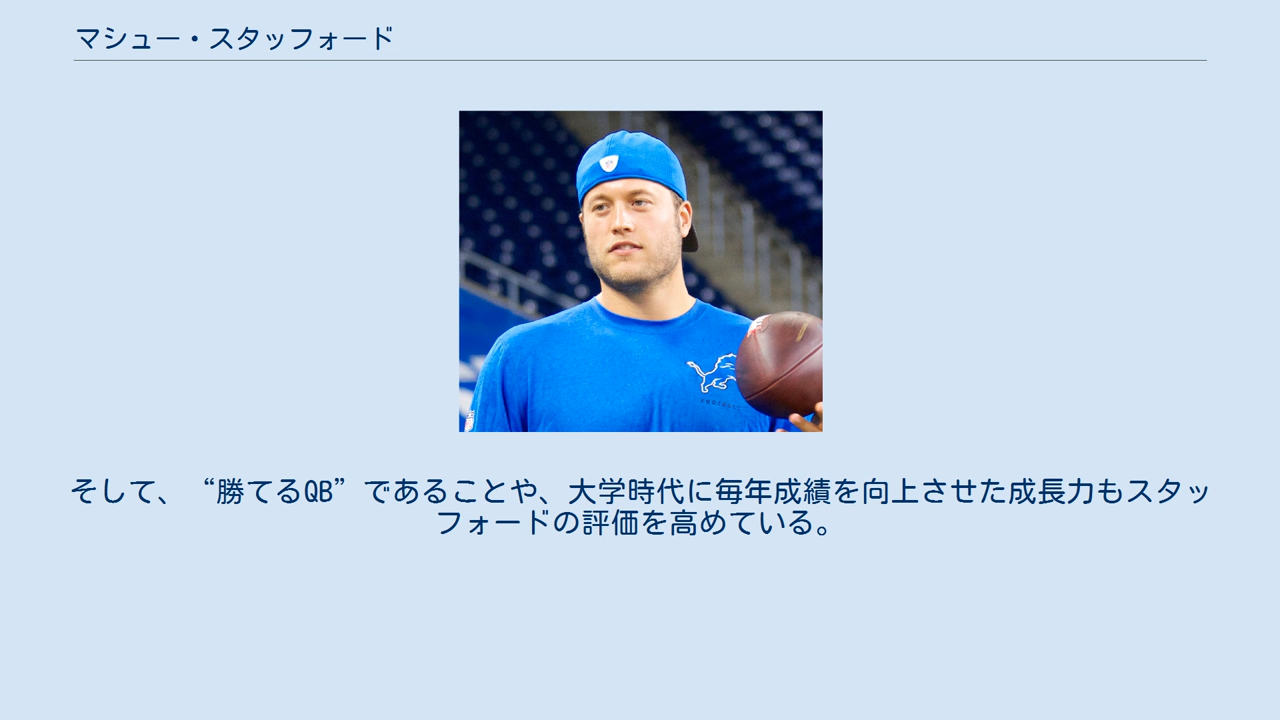 マシュー・スタッフォード
そして、“勝てるQB”であることや、大学時代に毎年成績を向上させた成長力もスタッ
フォードの評価を高めている。